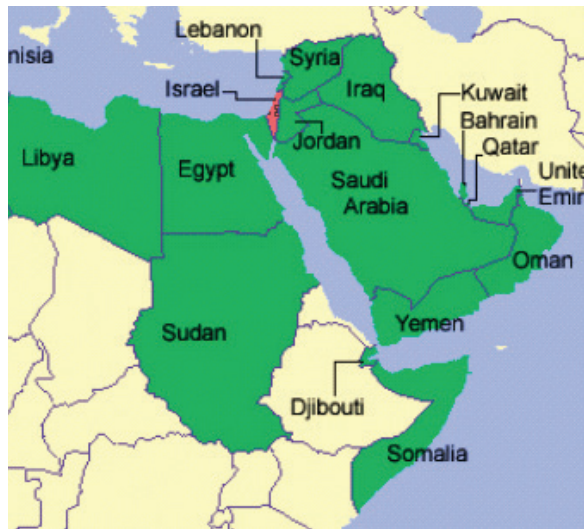 Lebanon
nisia
Syria
Israel
Iraq
Kuwait
Bahrain
Jordan
Qatar
Libya
Egypt
Saudi
Arabia
Unite
Emir
Oman
Yemen
Sudan
Djibouti
Somalia